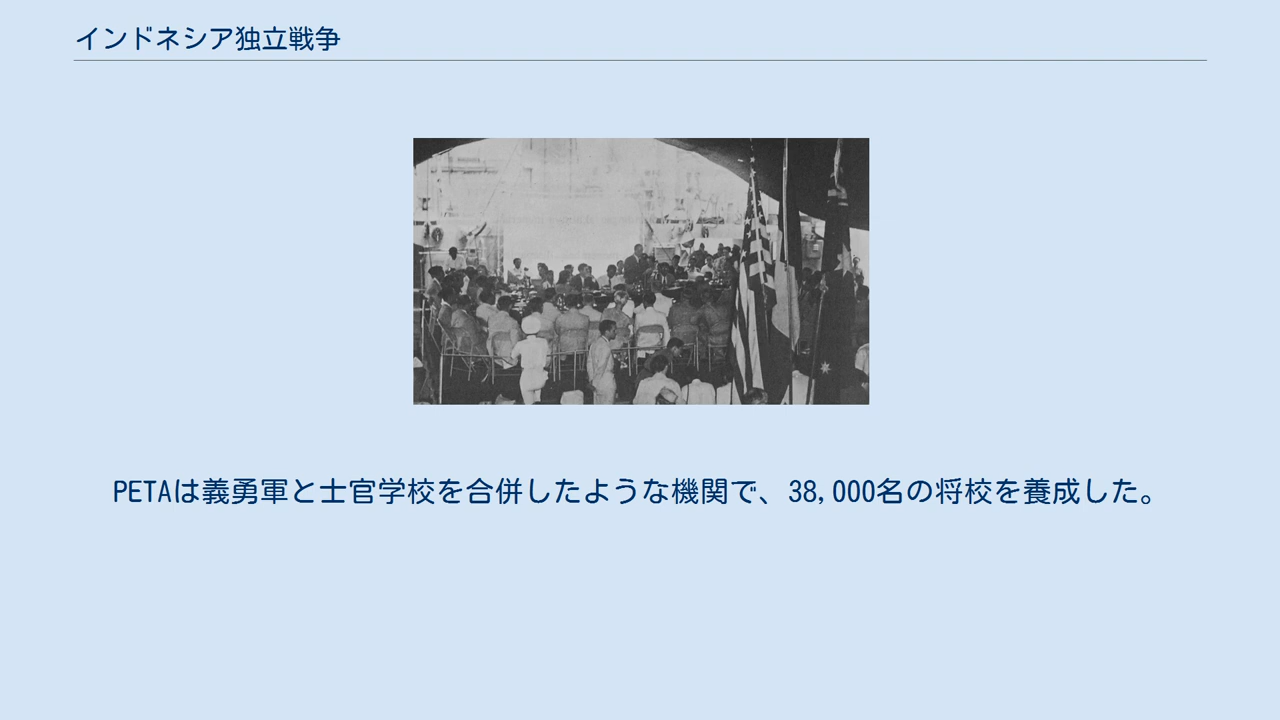 インドネシア独立戦争
PETAは義勇軍と士官学校を合併したような機関で、38,000名の将校を養成した。